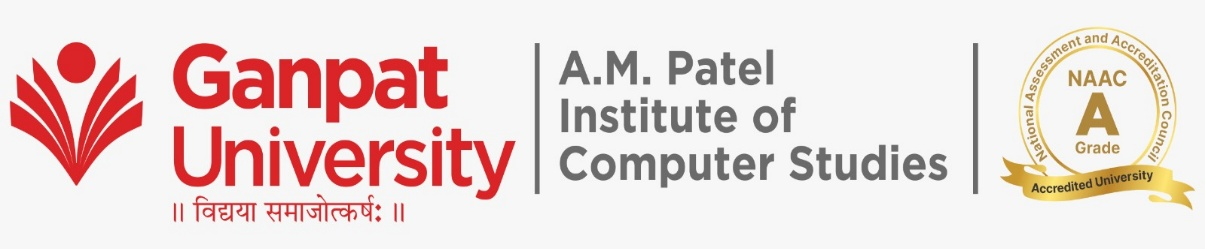 Ganpat
University
॥ विद्यया समाजोत्कर्ष: ॥
A.M. Patel
Institute of
Computer Studies
National Assessment and Accreditation Council
NAAC
A
Grade
Accredited University